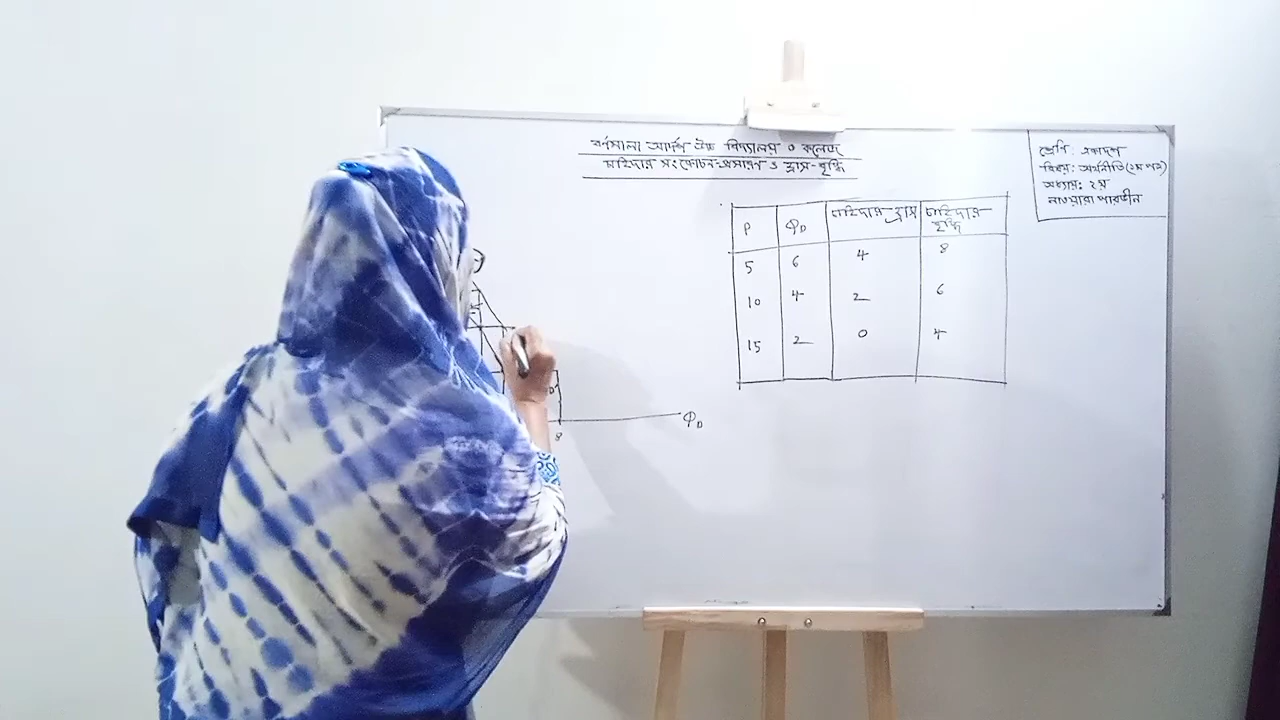 বর্ণমালা আদর্শ উচ্চ বিদ্যালয় ও কলেজ
চাহিদার সংকোচন-প্রসারণ ও হ্রাস-বৃদ্ধি
শ্রেণি: একাদশ
বিষয়: অর্থনীতি (১ম পত্র)
অধ্যায়: ২য়
P QD চাহিদার হ্রাস চাহিদার বৃদ্ধি
5 6 4 8
10 4 2 6
15 2 0 4
QD
8